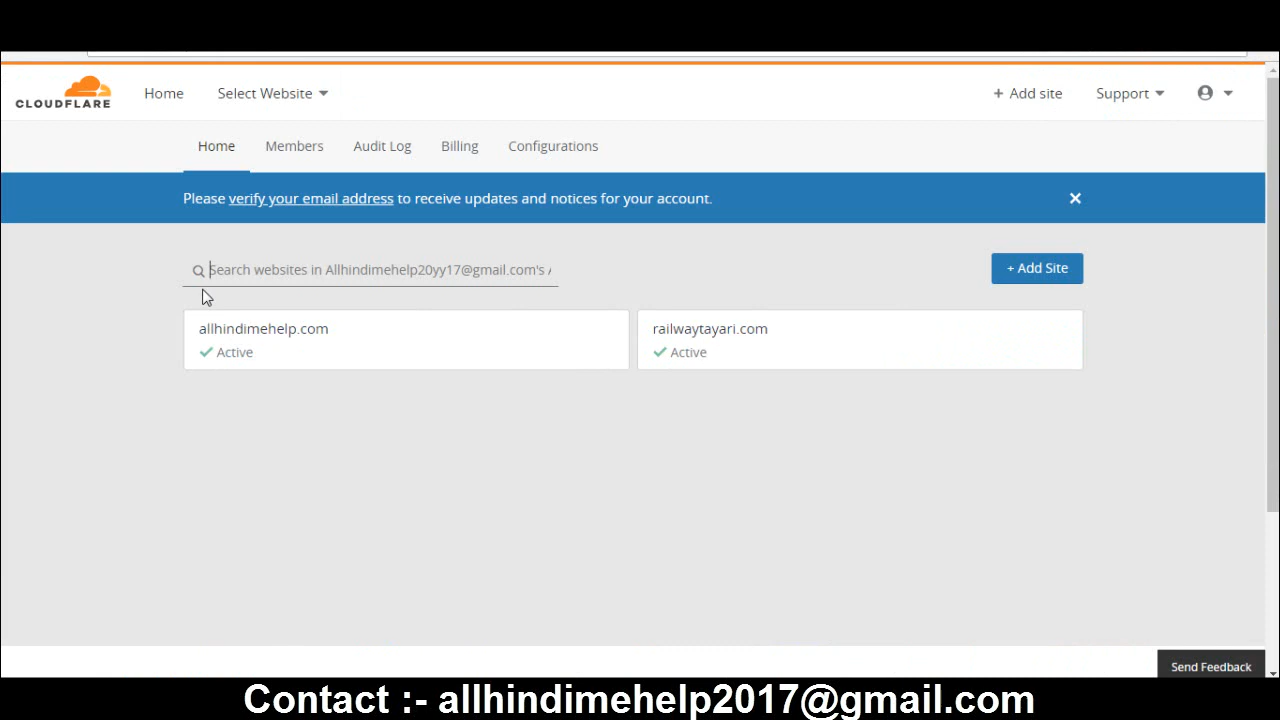 CLOUDFLARE
Home Select Website + Add site Support
Home Members Audit Log Billing Configurations
Please verify your email address to receive updates and notices for your account.
Search websites in Allhindimehelp20yy17@gmail.com's
+ Add Site
allhindimehelp.com
Active
railwaytayari.com
Active
Send Feedback
Contact :- allhindimehelp2017@gmail.com